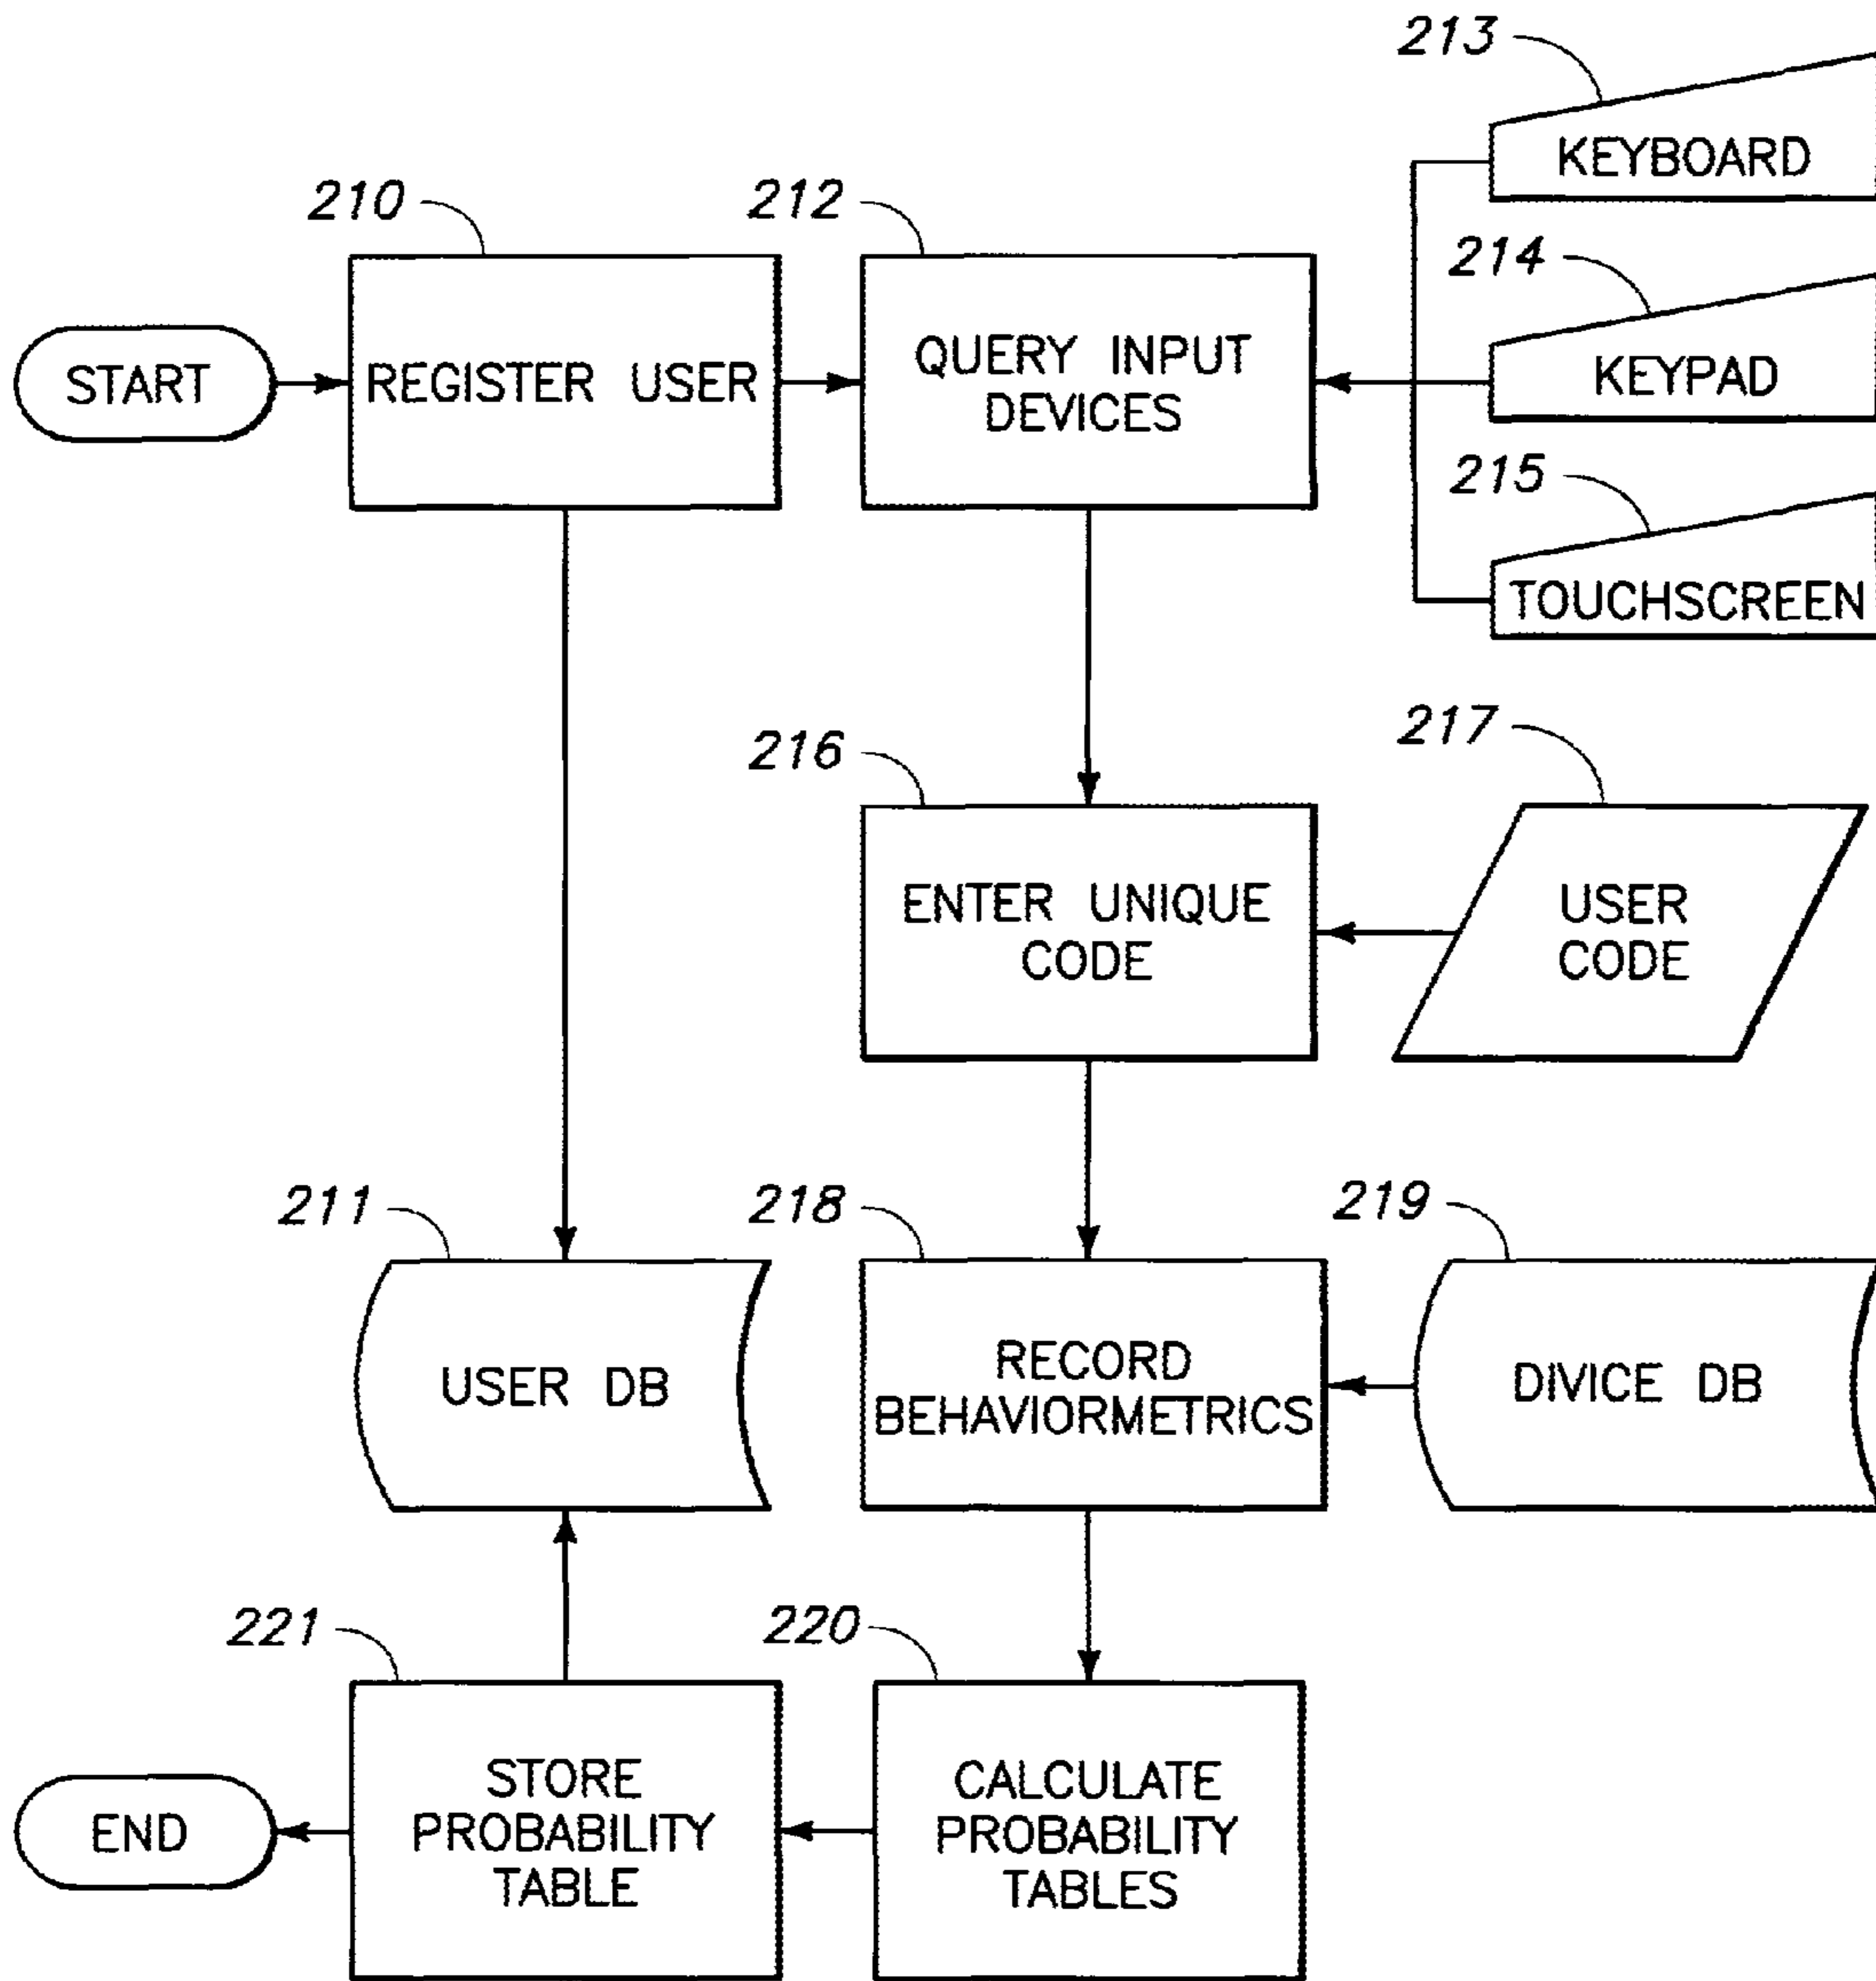 213
KEYBOARD
210
212
214
START
REGISTER USER
QUERY INPUT
DEVICES
KEYPAD
215
TOUCHSCREEN
216
217
ENTER UNIQUE
CODE
USER
CODE
211
218
219
USER DB
RECORD
BEHAVIORMETRICS
DIVICE DB
221
220
END
STORE
PROBABILITY
TABLE
CALCULATE
PROBABILITY
TABLES